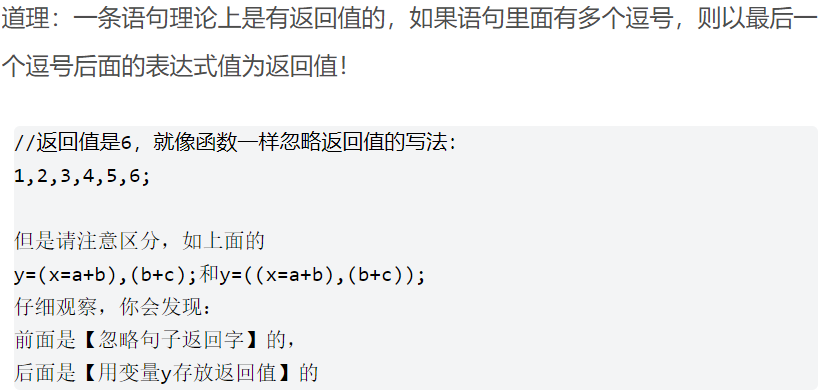 道理：一条语句理论上是有返回值的，如果语句里面有多个逗号，则以最后一
个逗号后面的表达式值为返回值！
//返回值是6，就像函数一样忽略返回值的写法：
1,2,3,4,5,6;
但是请注意区分，如上面的
y=(x=a+b),(b+c);和y=((x=a+b),(b+c));
仔细观察，你会发现：
前面是【忽略句子返回字】的，
后面是【用变量y存放返回值】的